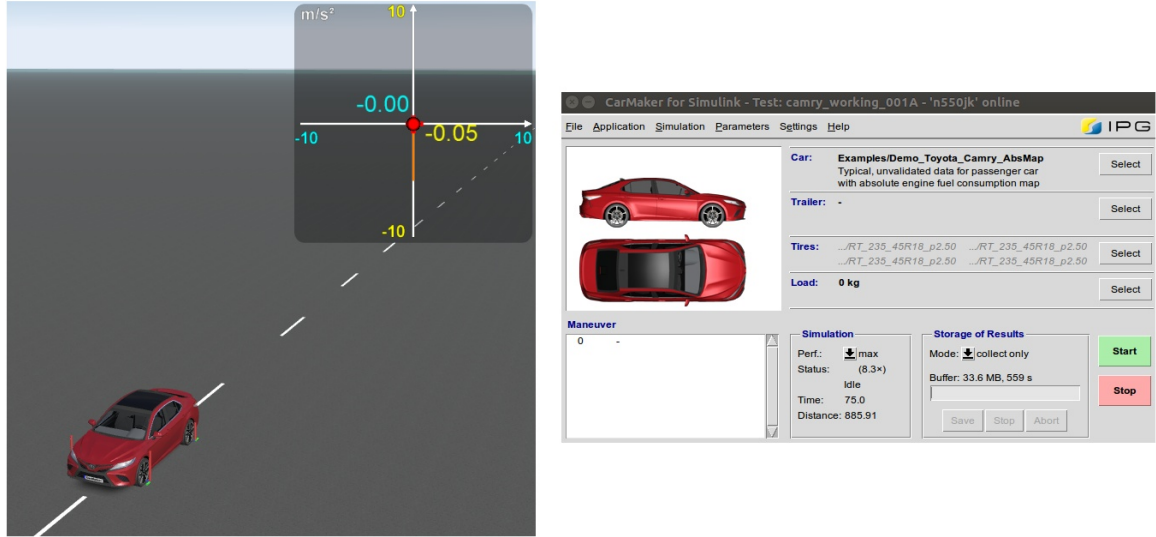 m/s²
10
-0.00
-0.05
-10
10
-10
CarMaker for Simulink - Test: camry_working_001A - 'n550jk' online
File Application Simulation Parameters Settings Help
IPG
Car: Examples/Demo_Toyota_Camry_AbsMap
Typical, unvalidated data for passenger car
with absolute engine fuel consumption map
Select
Trailer: -
Select
Tires: .../RT_235_45R18_p2.50 .../RT_235_45R18_p2.50
.../RT_235_45R18_p2.50 .../RT_235_45R18_p2.50
Select
Load: 0 kg
Select
Maneuver
0 -
Simulation
Perf.: max
Status: (8.3×)
Idle
Time: 75.0
Distance: 885.91
Storage of Results
Mode: collect only
Buffer: 33.6 MB, 559 s
Save Stop Abort
Start
Stop